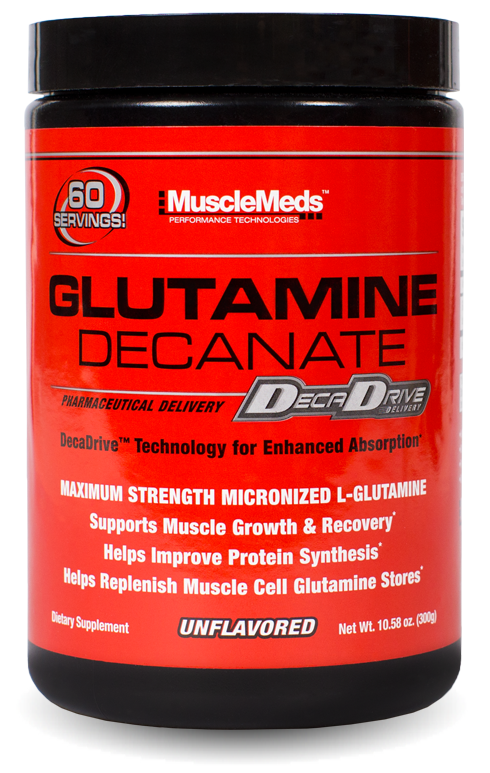 60
SERVINGS!
MuscleMeds™
PERFORMANCE TECHNOLOGIES
GLUTAMINE
DECANATE
PHARMACEUTICAL DELIVERY
DECADRIVE
DELIVERY
DecaDrive™ Technology for Enhanced Absorption*
MAXIMUM STRENGTH MICRONIZED L-GLUTAMINE
Supports Muscle Growth & Recovery*
Helps Improve Protein Synthesis*
Helps Replenish Muscle Cell Glutamine Stores*
Dietary Supplement
UNFLAVORED
Net Wt. 10.58 oz. (300g)